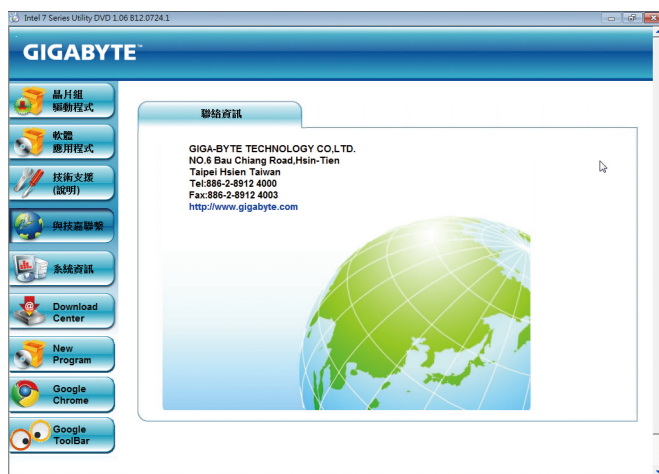 Intel 7 Series Utility DVD 1.06 B12.0724.1
GIGABYTE™
晶片組
驅動程式
軟體
應用程式
技術支援
(說明)
與技嘉聯繫
系統資訊
Download
Center
New
Program
Google
Chrome
Google
ToolBar
聯絡資訊
GIGA-BYTE TECHNOLOGY CO,LTD.
NO.6 Bau Chiang Road,Hsin-Tien
Taipei Hsien Taiwan
Tel:886-2-8912 4000
Fax:886-2-8912 4003
http://www.gigabyte.com